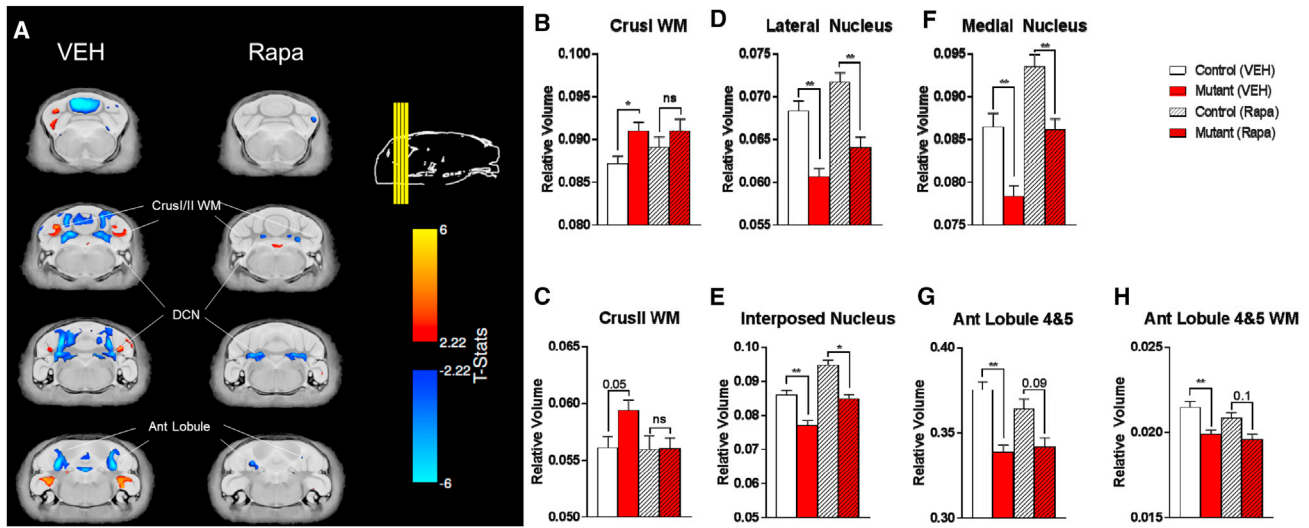 A
VEH
Rapa
CrusI/II WM
DCN
Ant Lobule
6
2.22
-2.22
-6
T-Stats
B
CrusI WM
Relative Volume
0.100
0.095
0.090
0.085
0.080
*
ns
D
Lateral Nucleus
Relative Volume
0.075
0.070
0.065
0.060
0.055
**
**
F
Medial Nucleus
Relative Volume
0.095
0.090
0.085
0.080
0.075
**
**
Control (VEH)
Mutant (VEH)
Control (Rapa)
Mutant (Rapa)
C
CrusII WM
Relative Volume
0.065
0.060
0.055
0.050
0.05
ns
E
Interposed Nucleus
Relative Volume
0.10
0.09
0.08
0.07
0.06
0.05
**
*
G
Ant Lobule 4&5
Relative Volume
0.40
0.35
0.30
**
0.09
H
Ant Lobule 4&5 WM
Relative Volume
0.025
0.020
0.015
**
0.1